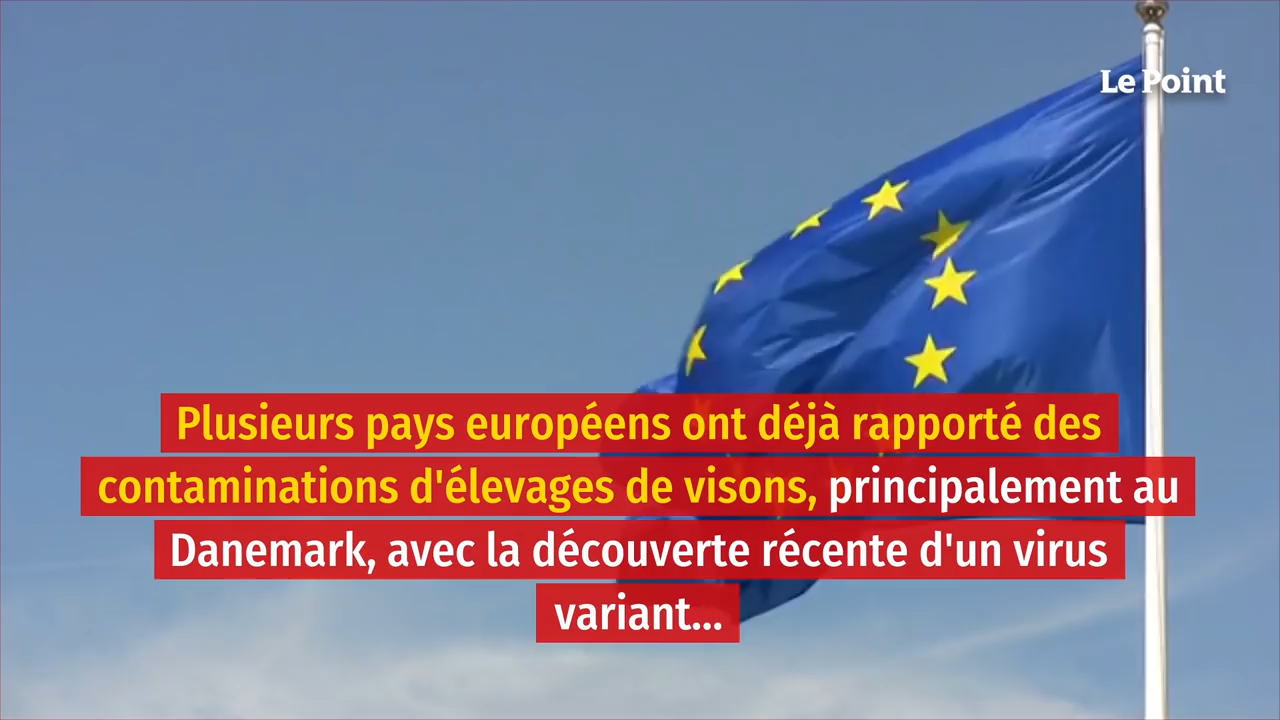 Le Point
Plusieurs pays européens ont déjà rapporté des
contaminations d'élevages de visons, principalement au
Danemark, avec la découverte récente d'un virus
variant...